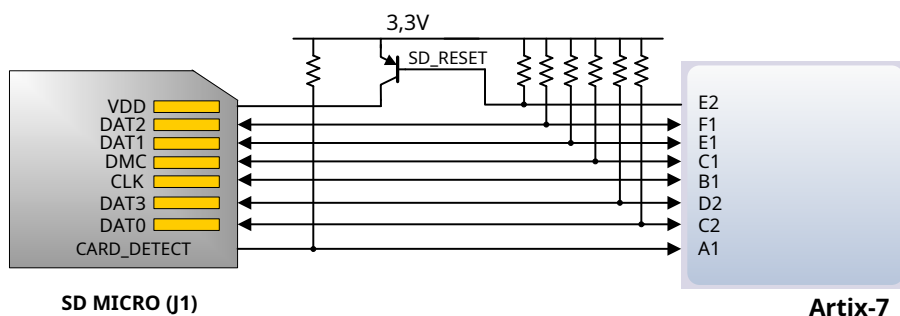 3,3V
SD_RESET
VDD
DAT2
DAT1
DMC
CLK
DAT3
DAT0
CARD_DETECT
E2
F1
E1
C1
B1
D2
C2
A1
SD MICRO (J1)
Artix-7